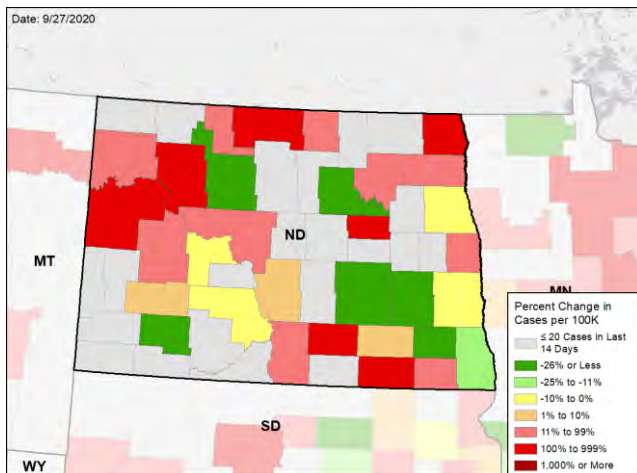 Date: 9/27/2020
ND
MT
MN
SD
WY
Percent Change in
Cases per 100K
≤ 20 Cases in Last
14 Days
-26% or Less
-25% to -11%
-10% to 0%
1% to 10%
11% to 99%
100% to 999%
1,000% or More